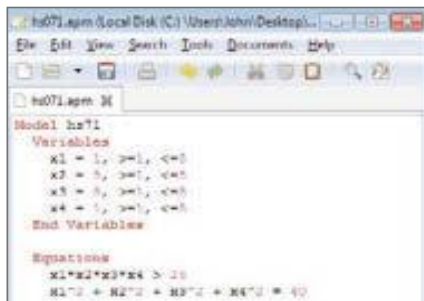 hs071.apm (Local Disk (C:) \Users\John\Desktop\...
File Edit View Search Tools Documents Help
hs071.apm
Model hs71
Variables
x1 = 1, >=1, <=5
x2 = 5, >=1, <=5
x3 = 5, >=1, <=5
x4 = 1, >=1, <=5
End Variables
Equations
x1*x2*x3*x4 > 25
x1^2 + x2^2 + x3^2 + x4^2 = 40